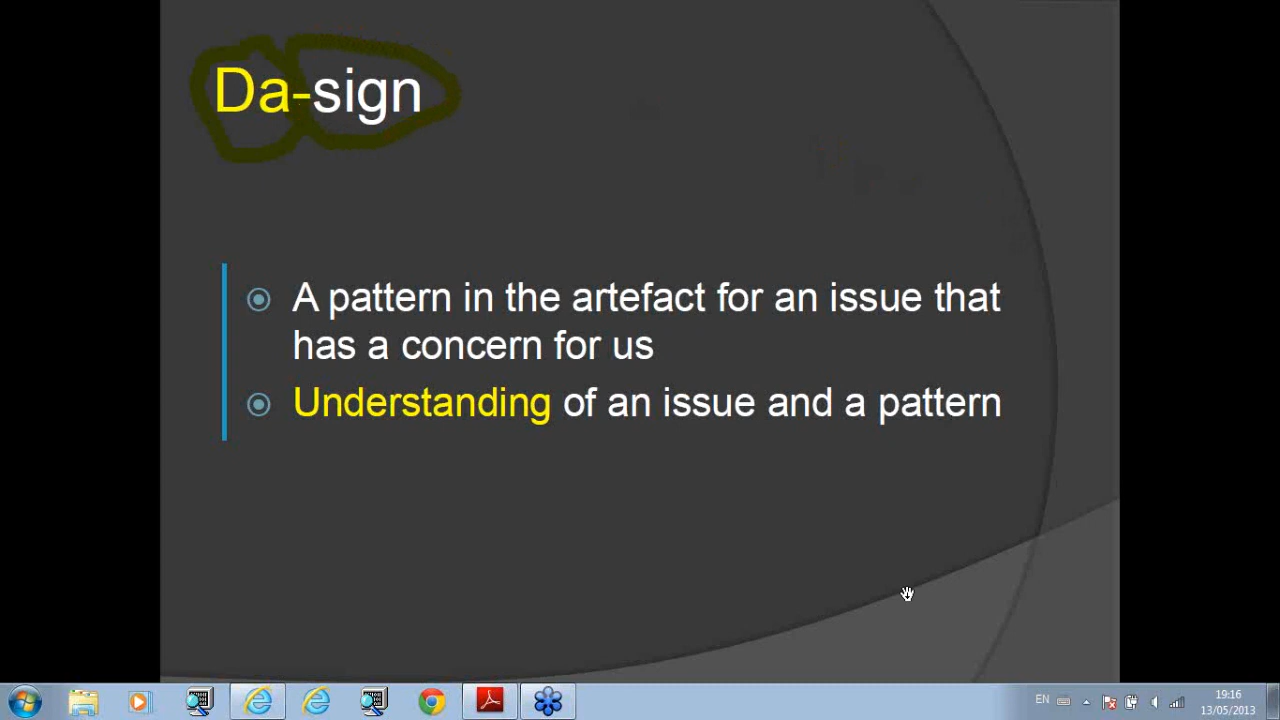 Da-sign
A pattern in the artefact for an issue that
has a concern for us
Understanding of an issue and a pattern
EN
19:16
13/05/2013